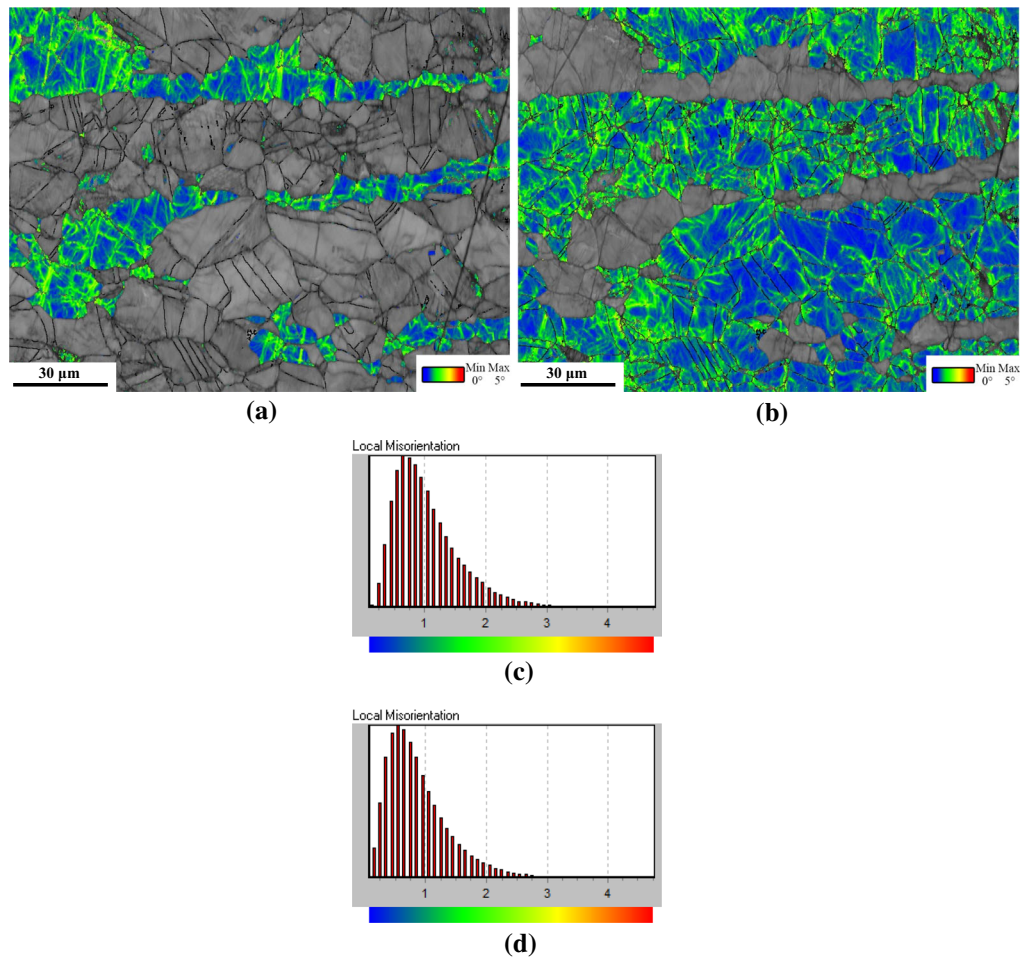 30 µm
Min Max
0° 5°
(a)
30 µm
Min Max
0° 5°
(b)
Local Misorientation
1 2 3 4
(c)
Local Misorientation
1 2 3 4
(d)